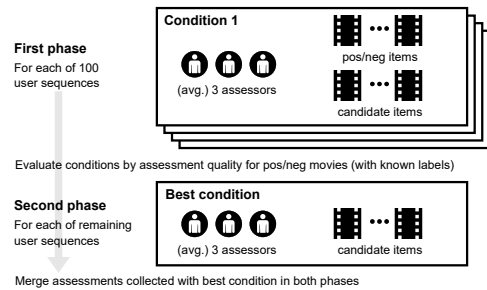 Condition 1
First phase
For each of 100
user sequences
pos/neg items
(avg.) 3 assessors
candidate items
Evaluate conditions by assessment quality for pos/neg movies (with known labels)
Second phase
For each of remaining
user sequences
Best condition
(avg.) 3 assessors
candidate items
Merge assessments collected with best condition in both phases